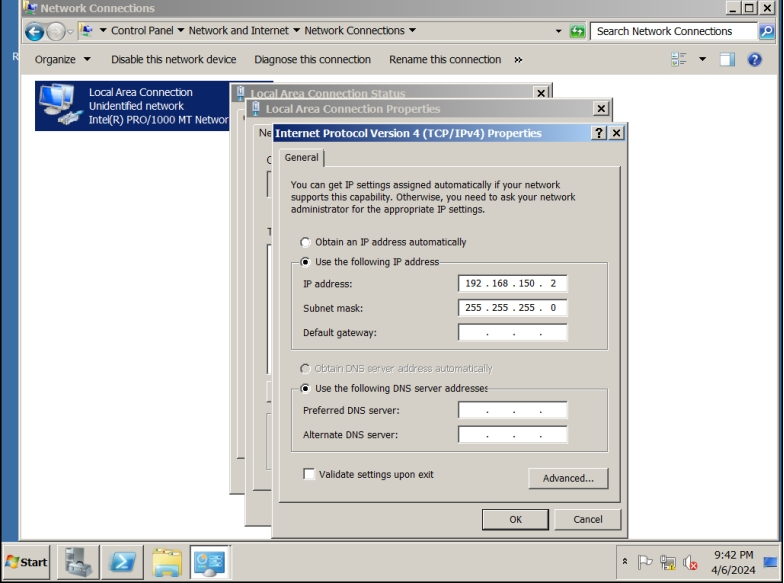 Network Connections
Control Panel Network and Internet Network Connections
Search Network Connections
Organize Disable this network device Diagnose this connection Rename this connection »
Local Area Connection
Unidentified network
Intel(R) PRO/1000 MT Networ
Local Area Connection Status
Local Area Connection Properties
Ne
Internet Protocol Version 4 (TCP/IPv4) Properties
General
You can get IP settings assigned automatically if your network
supports this capability. Otherwise, you need to ask your network
administrator for the appropriate IP settings.
Obtain an IP address automatically
Use the following IP address
IP address: 192 . 168 . 150 . 2
Subnet mask: 255 . 255 . 255 . 0
Default gateway: . . .
Obtain DNS server address automatically
Use the following DNS server addresses
Preferred DNS server: . . .
Alternate DNS server: . . .
Validate settings upon exit
Advanced...
OK Cancel
Start
9:42 PM
4/6/2024